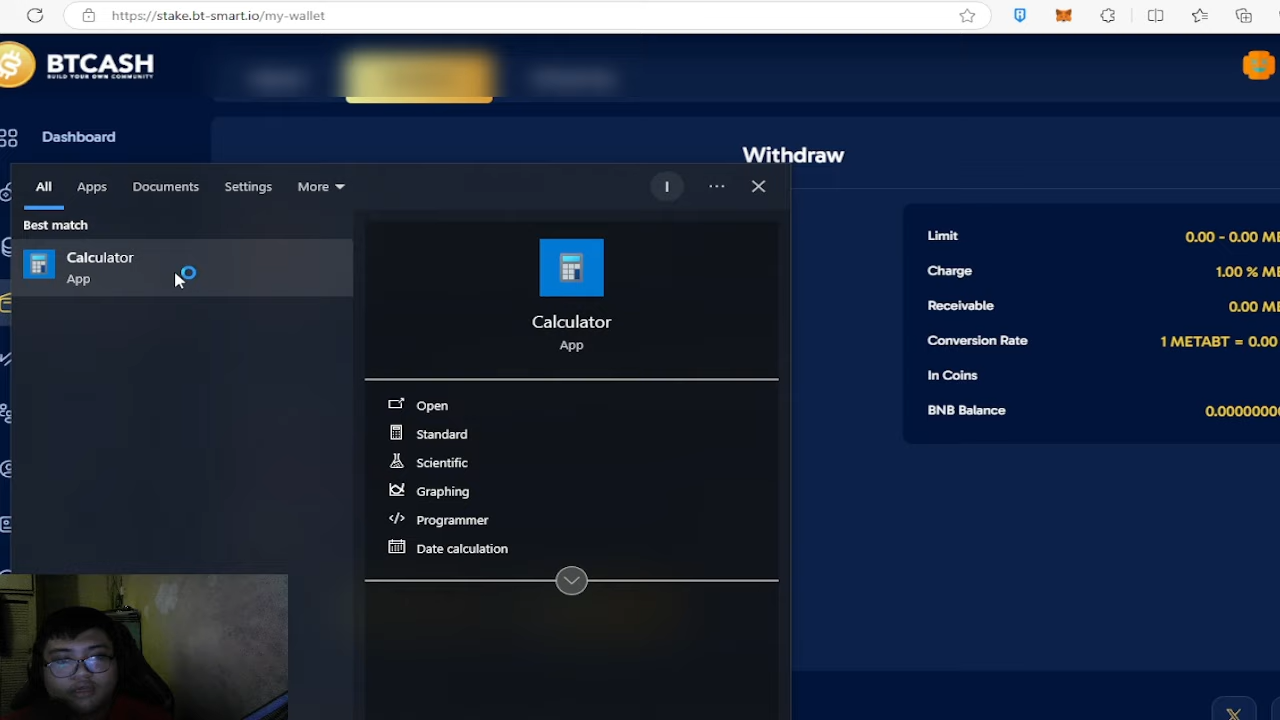 https://stake.bt-smart.io/my-wallet
BTCASH
BUILD YOUR OWN COMMUNITY
Dashboard
Withdraw
All Apps Documents Settings More I ... 
Best match
Calculator
App
Calculator
App
Open
Standard
Scientific
Graphing
Programmer
Date calculation
Limit 0.00 - 0.00 ME
Charge 1.00 % ME
Receivable 0.00 ME
Conversion Rate 1 METABT = 0.00
In Coins
BNB Balance 0.0000000